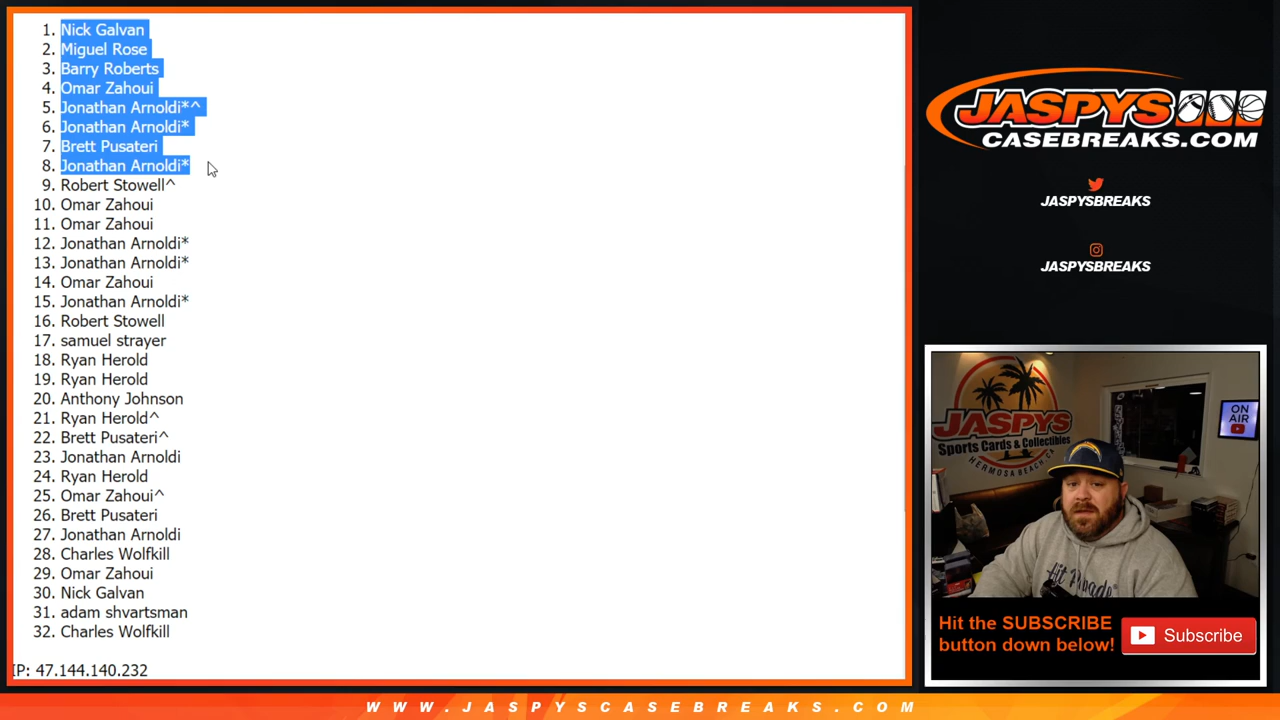 1. Nick Galvan
2. Miguel Rose
3. Barry Roberts
4. Omar Zahoui
5. Jonathan Arnoldi*^
6. Jonathan Arnoldi*
7. Brett Pusateri
8. Jonathan Arnoldi*
9. Robert Stowell^
10. Omar Zahoui
11. Omar Zahoui
12. Jonathan Arnoldi*
13. Jonathan Arnoldi*
14. Omar Zahoui
15. Jonathan Arnoldi*
16. Robert Stowell
17. samuel strayer
18. Ryan Herold
19. Ryan Herold
20. Anthony Johnson
21. Ryan Herold^
22. Brett Pusateri^
23. Jonathan Arnoldi
24. Ryan Herold
25. Omar Zahoui^
26. Brett Pusateri
27. Jonathan Arnoldi
28. Charles Wolfkill
29. Omar Zahoui
30. Nick Galvan
31. adam shvartsman
32. Charles Wolfkill
IP: 47.144.140.232
JASPYS
CASEBREAKS.COM
JASPYSBREAKS
JASPYSBREAKS
JASPYS
Sports Cards & Collectibles
HERMOSA BEACH, CA
ON
AIR
Hit Parade
Hit the SUBSCRIBE
button down below!
Subscribe
WWW.JASPYSCASEBREAKS.COM